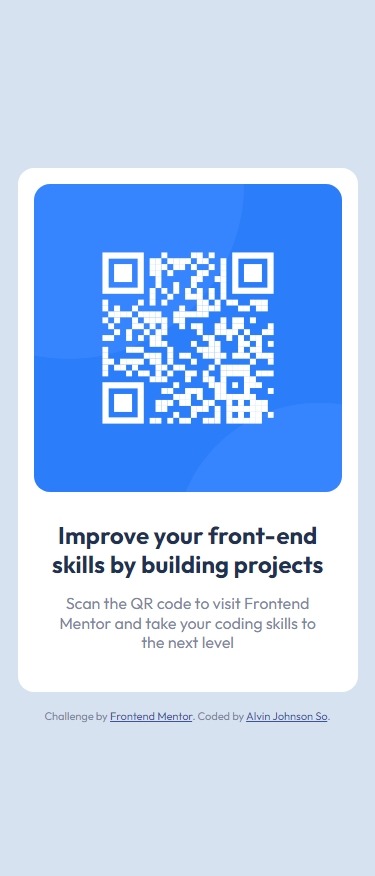 Improve your front-end
skills by building projects
Scan the QR code to visit Frontend
Mentor and take your coding skills to
the next level
Challenge by Frontend Mentor. Coded by Alvin Johnson So.